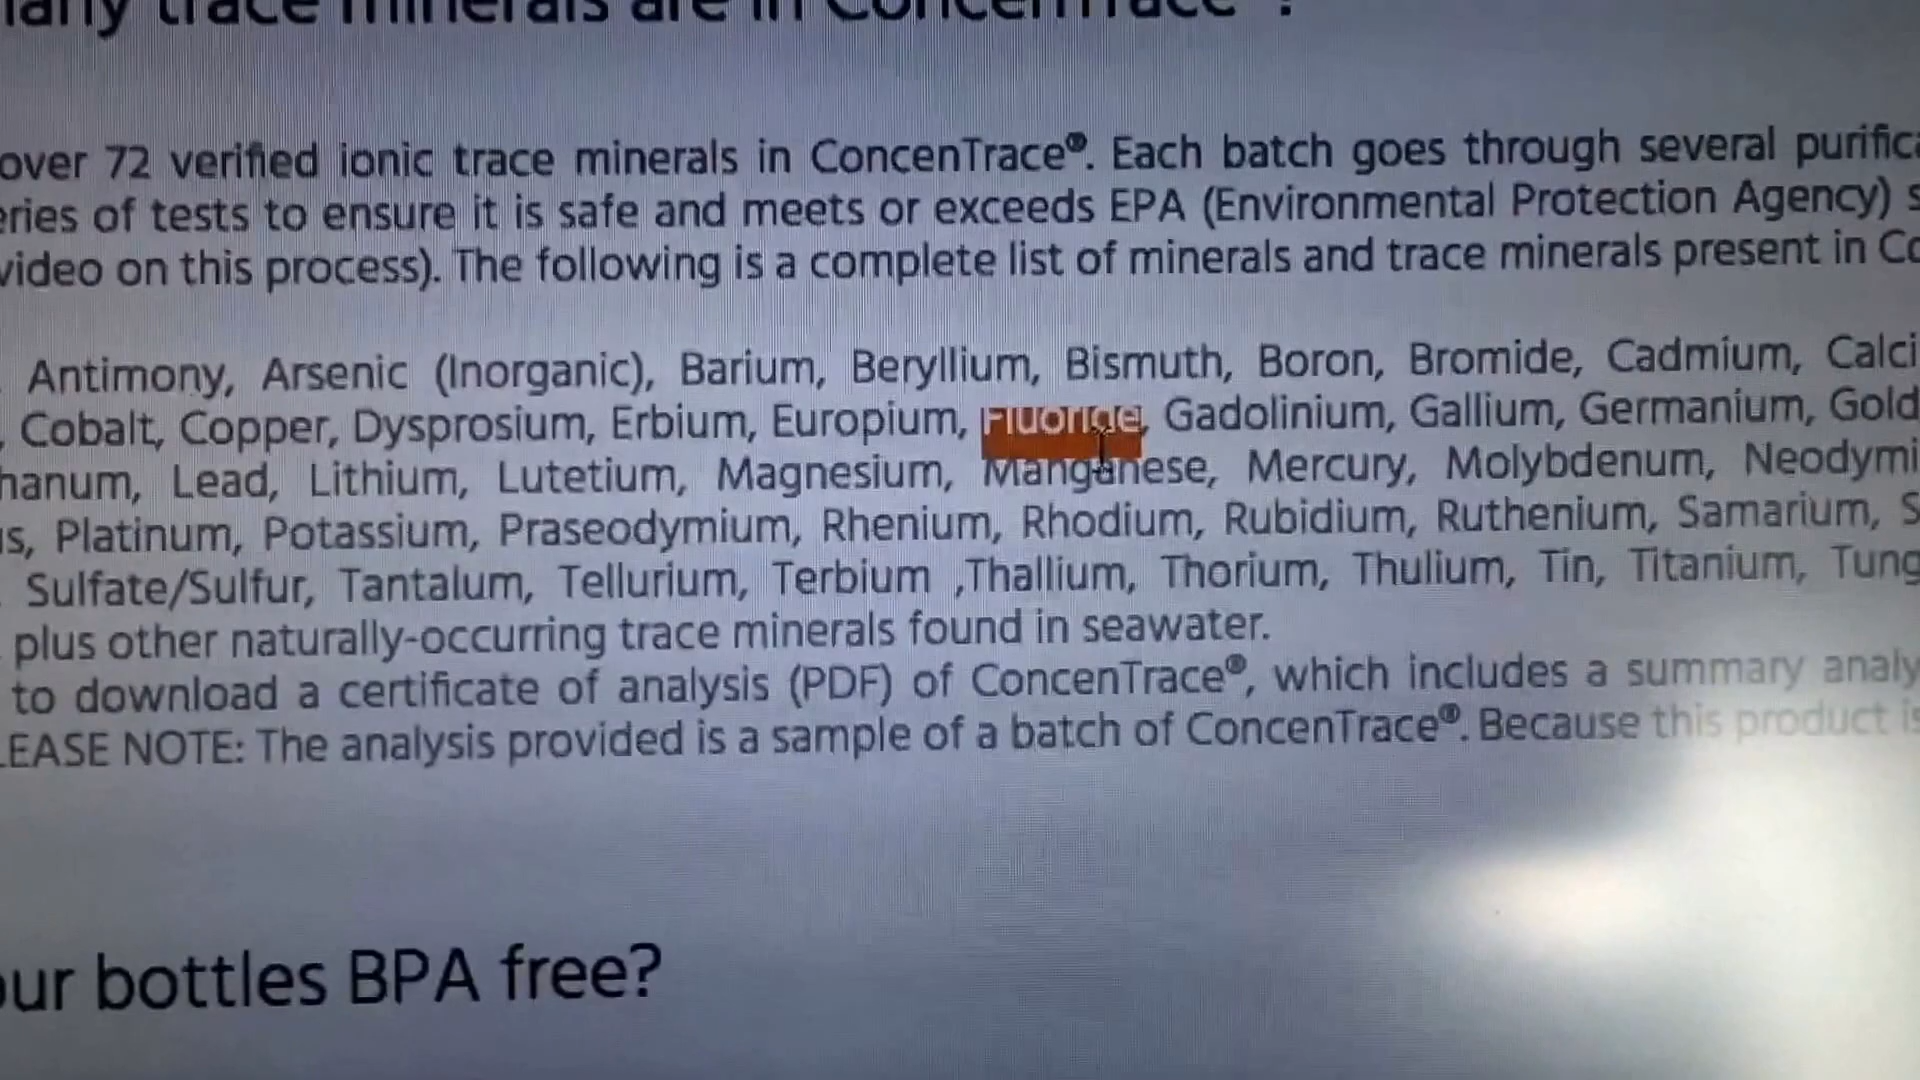 many trace minerals are in ConcenTrace®?
over 72 verified ionic trace minerals in ConcenTrace®. Each batch goes through several purifica
eries of tests to ensure it is safe and meets or exceeds EPA (Environmental Protection Agency) s
video on this process). The following is a complete list of minerals and trace minerals present in Co
Antimony, Arsenic (Inorganic), Barium, Beryllium, Bismuth, Boron, Bromide, Cadmium, Calci
, Cobalt, Copper, Dysprosium, Erbium, Europium, Fluoride, Gadolinium, Gallium, Germanium, Gold
hanum, Lead, Lithium, Lutetium, Magnesium, Manganese, Mercury, Molybdenum, Neodymi
us, Platinum, Potassium, Praseodymium, Rhenium, Rhodium, Rubidium, Ruthenium, Samarium, S
Sulfate/Sulfur, Tantalum, Tellurium, Terbium ,Thallium, Thorium, Thulium, Tin, Titanium, Tung
plus other naturally-occurring trace minerals found in seawater.
to download a certificate of analysis (PDF) of ConcenTrace®, which includes a summary analy
LEASE NOTE: The analysis provided is a sample of a batch of ConcenTrace®. Because this product is
our bottles BPA free?